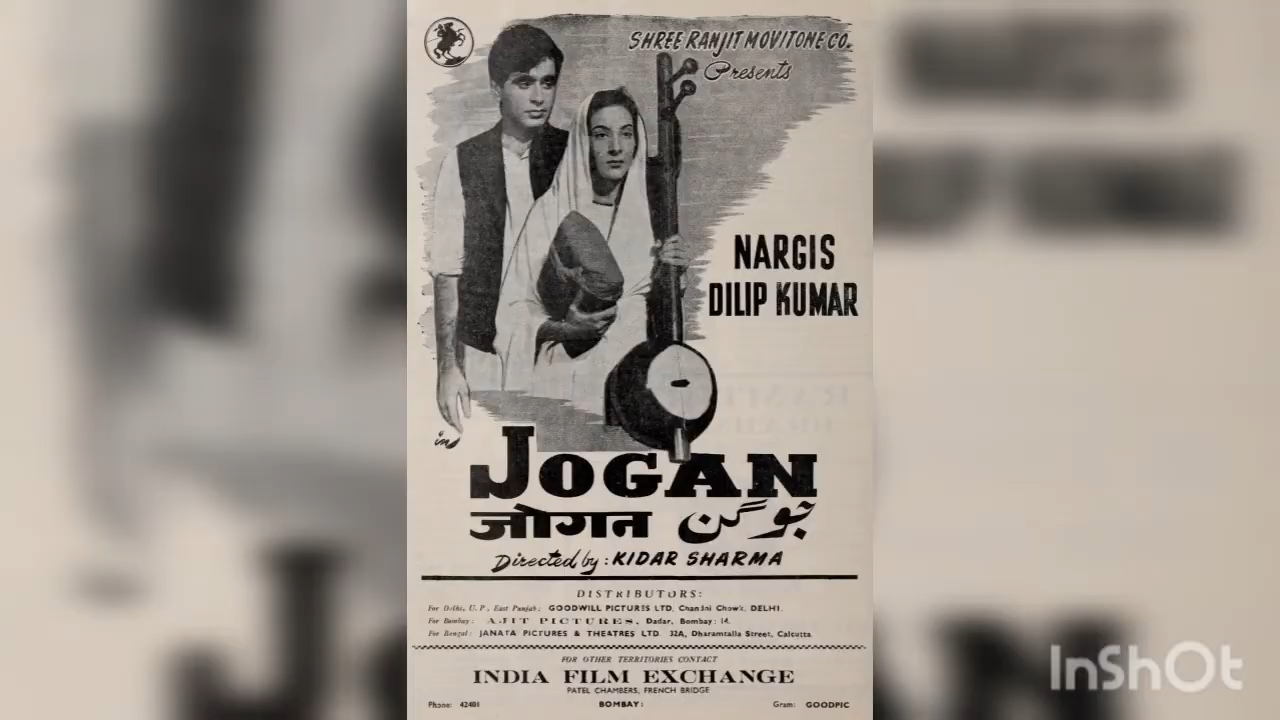 SHREE RANJIT MOVITONE CO.
Presents
NARGIS
DILIP KUMAR
JOGAN
जोगन جوگن
Directed by: KIDAR SHARMA
DISTRIBUTORS:
For Delhi, U. P., East Punjab: GOODWILL PICTURES LTD, Chandni Chowk, DELHI.
For Bombay: AJIT PICTURES, Dadar, Bombay: 14.
For Bengal: JANATA PICTURES & THEATRES LTD. 32A, Dharamtalla Street, Calcutta
FOR OTHER TERRITORIES CONTACT
INDIA FILM EXCHANGE
PATEL CHAMBERS, FRENCH BRIDGE
Phone: 42401 BOMBAY: Gram: GOODPIC
InShOt